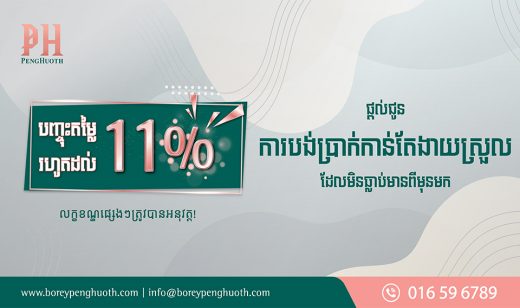 PH
PENGHUOTH
បញ្ចុះតម្លៃ
រហូតដល់
11%
លក្ខខណ្ឌផ្សេងៗត្រូវបានអនុវត្ត!
ផ្តល់ជូន
ការបង់ប្រាក់កាន់តែងាយស្រួល
ដែលមិនធ្លាប់មានពីមុនមក
www.boreypenghuoth.com | info@boreypenghuoth.com
016 59 6789